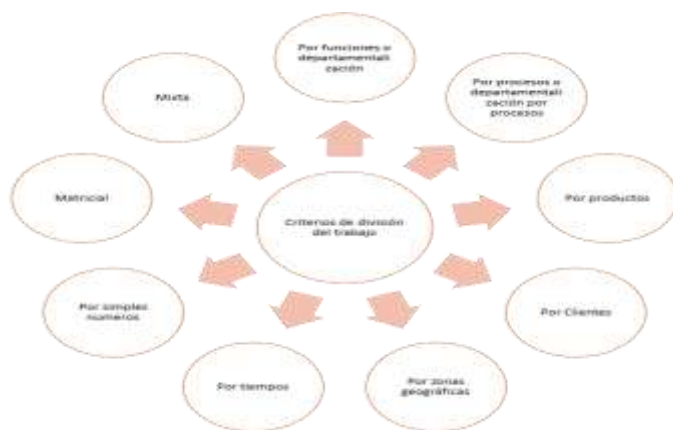 Por funciones o
departamentali
zación
Por procesos o
departamentali
zación por
procesos
Por productos
Por Clientes
Por zonas
geográficas
Por tiempos
Por simples
números
Matricial
Mixta
Criterios de división
del trabajo